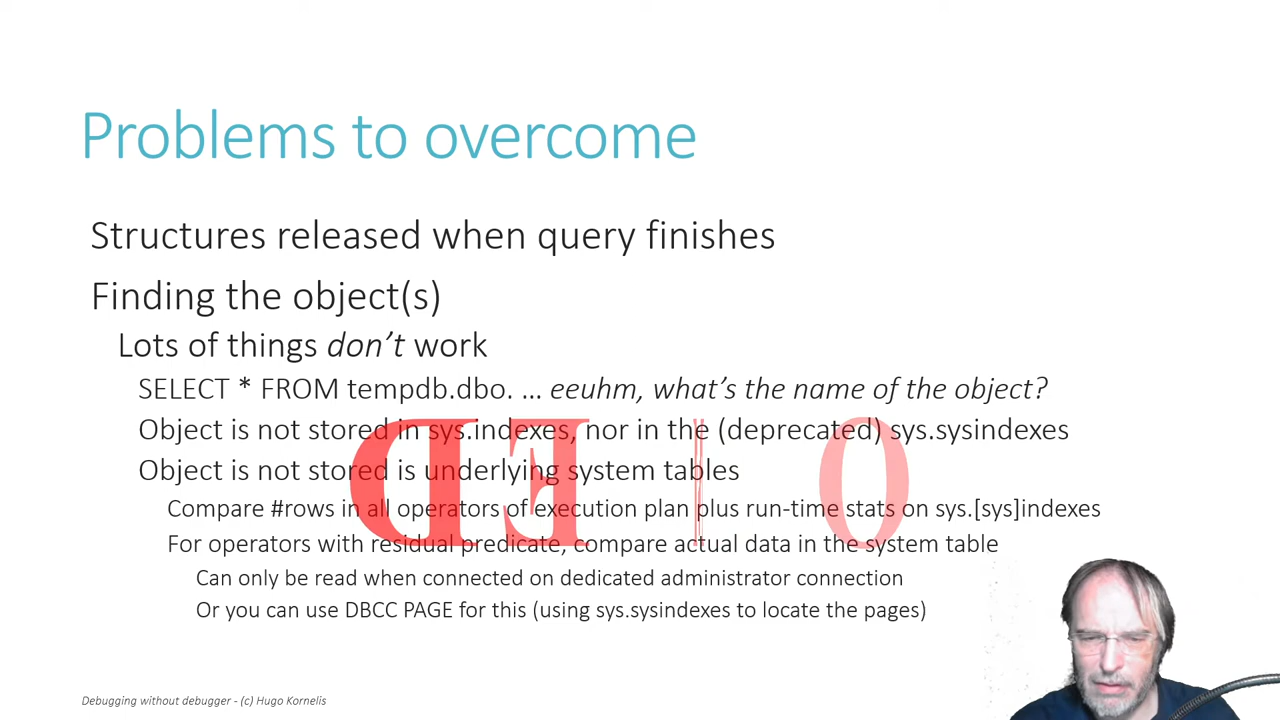 Problems to overcome
Structures released when query finishes
Finding the object(s)
Lots of things don't work
SELECT * FROM tempdb.dbo. … eeuhm, what's the name of the object?
Object is not stored in sys.indexes, nor in the (deprecated) sys.sysindexes
Object is not stored is underlying system tables
Compare #rows in all operators of execution plan plus run-time stats on sys.[sys]indexes
For operators with residual predicate, compare actual data in the system table
Can only be read when connected on dedicated administrator connection
Or you can use DBCC PAGE for this (using sys.sysindexes to locate the pages)
Debugging without debugger - (c) Hugo Kornelis